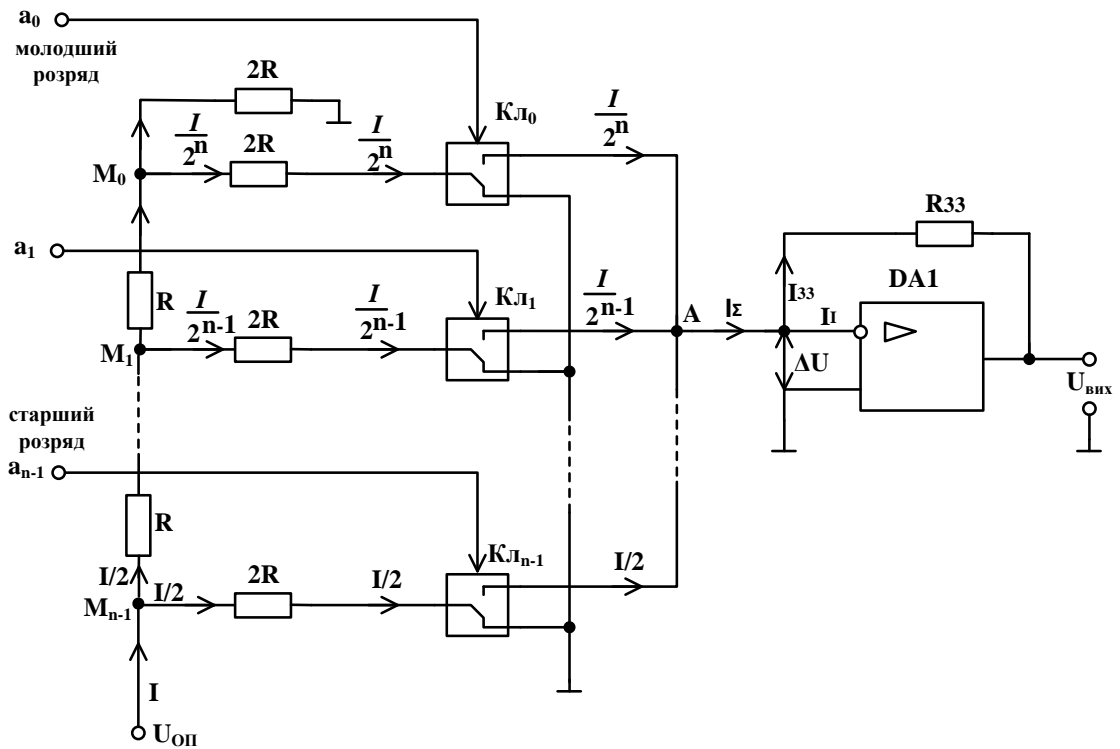 a₀
молодший
розряд
2R
Кл₀
I/2ⁿ
2R
I/2ⁿ
I/2ⁿ
M₀
R33
a₁
DA1
R
I/2ⁿ⁻¹
2R
I/2ⁿ⁻¹
Кл₁
I/2ⁿ⁻¹
A
IΣ
I33
II
M₁
ΔU
Uвих
старший
розряд
aₙ₋₁
R
Клₙ₋₁
I/2
I/2
2R
I/2
I/2
Mₙ₋₁
I
UОП